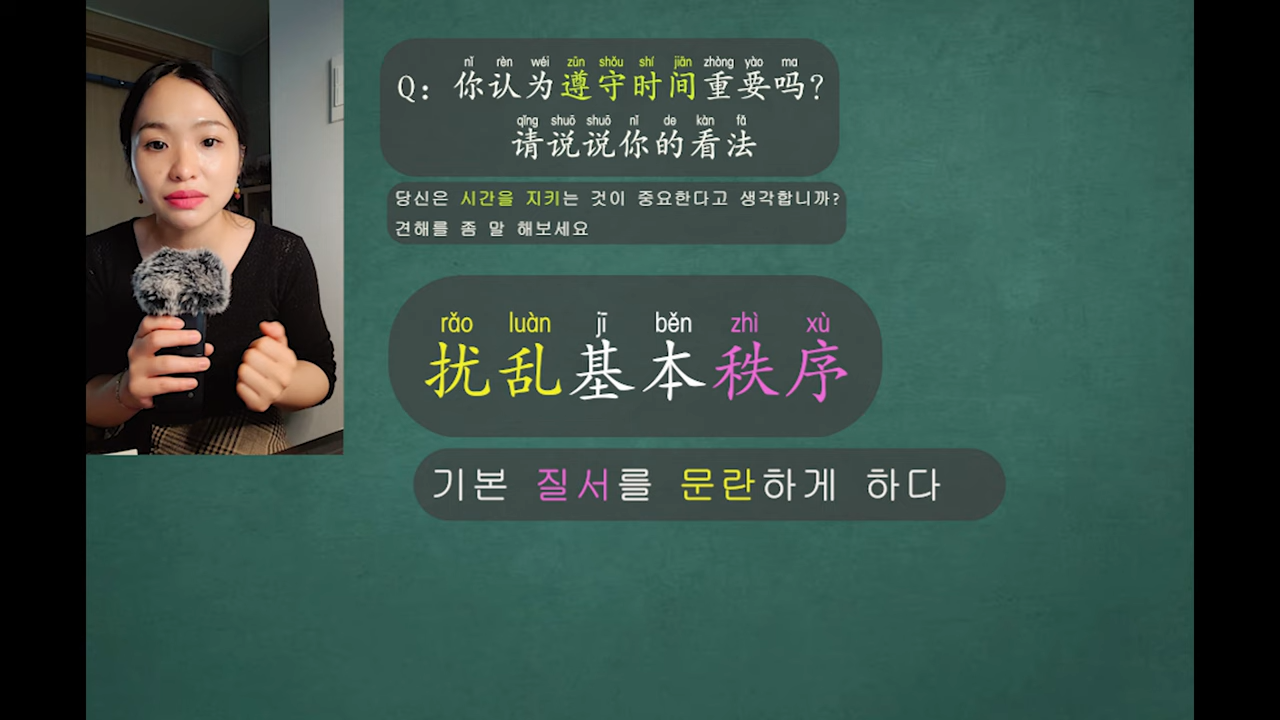 nǐ rèn wéi zūn shǒu shí jiān zhòng yào ma
Q：你认为遵守时间重要吗？
qǐng shuō shuō nǐ de kàn fǎ
请说说你的看法
당신은 시간을 지키는 것이 중요한다고 생각합니까?
견해를 좀 말 해보세요
rǎo luàn jī běn zhì xù
扰乱基本秩序
기본 질서를 문란하게 하다